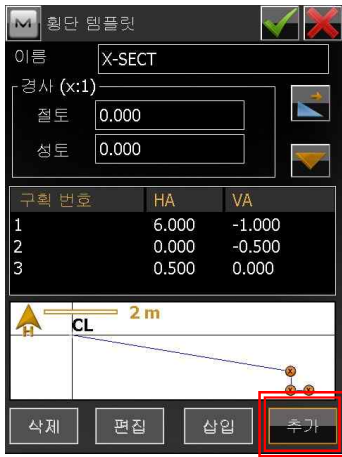 횡단 템플릿
이름 X-SECT
경사 (x:1)
절토 0.000
성토 0.000
구획 번호 HA VA
1 6.000 -1.000
2 0.000 -0.500
3 0.500 0.000
2 m
CL
H
삭제 편집 삽입 추가